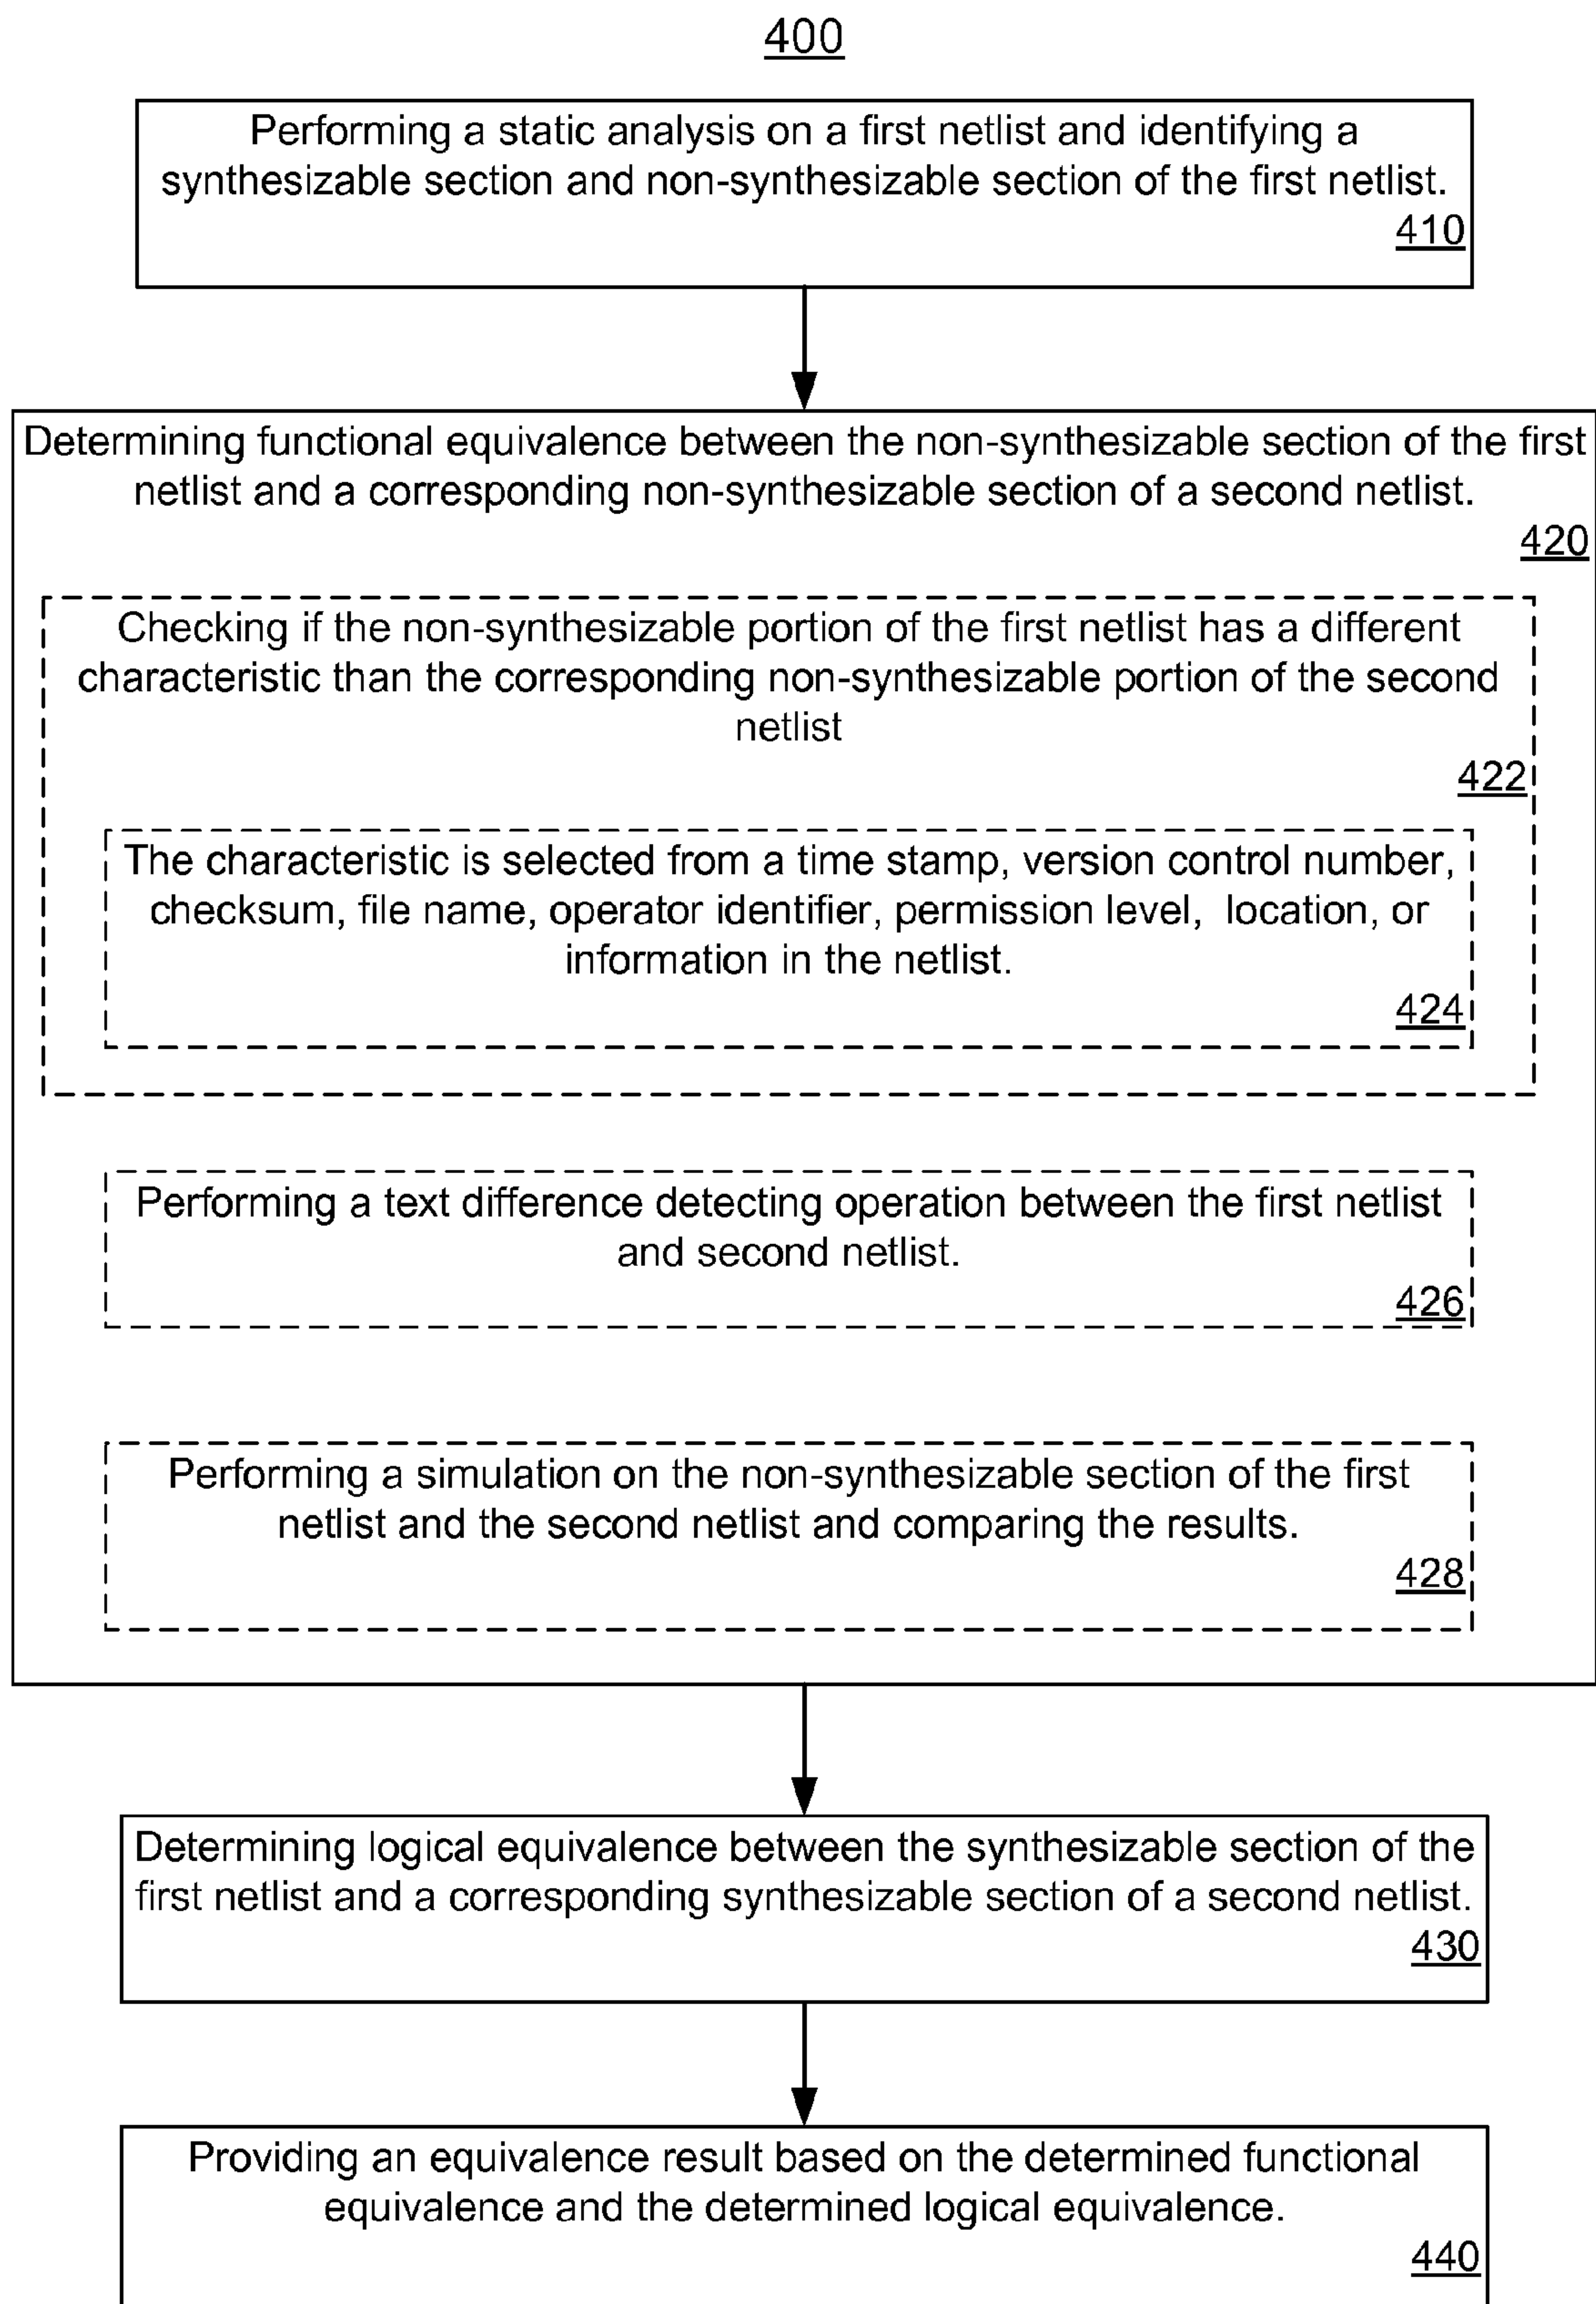 400
Performing a static analysis on a first netlist and identifying a
synthesizable section and non-synthesizable section of the first netlist.
410
Determining functional equivalence between the non-synthesizable section of the first
netlist and a corresponding non-synthesizable section of a second netlist.
420
Checking if the non-synthesizable portion of the first netlist has a different
characteristic than the corresponding non-synthesizable portion of the second
netlist
422
The characteristic is selected from a time stamp, version control number,
checksum, file name, operator identifier, permission level, location, or
information in the netlist.
424
Performing a text difference detecting operation between the first netlist
and second netlist.
426
Performing a simulation on the non-synthesizable section of the first
netlist and the second netlist and comparing the results.
428
Determining logical equivalence between the synthesizable section of the
first netlist and a corresponding synthesizable section of a second netlist.
430
Providing an equivalence result based on the determined functional
equivalence and the determined logical equivalence.
440